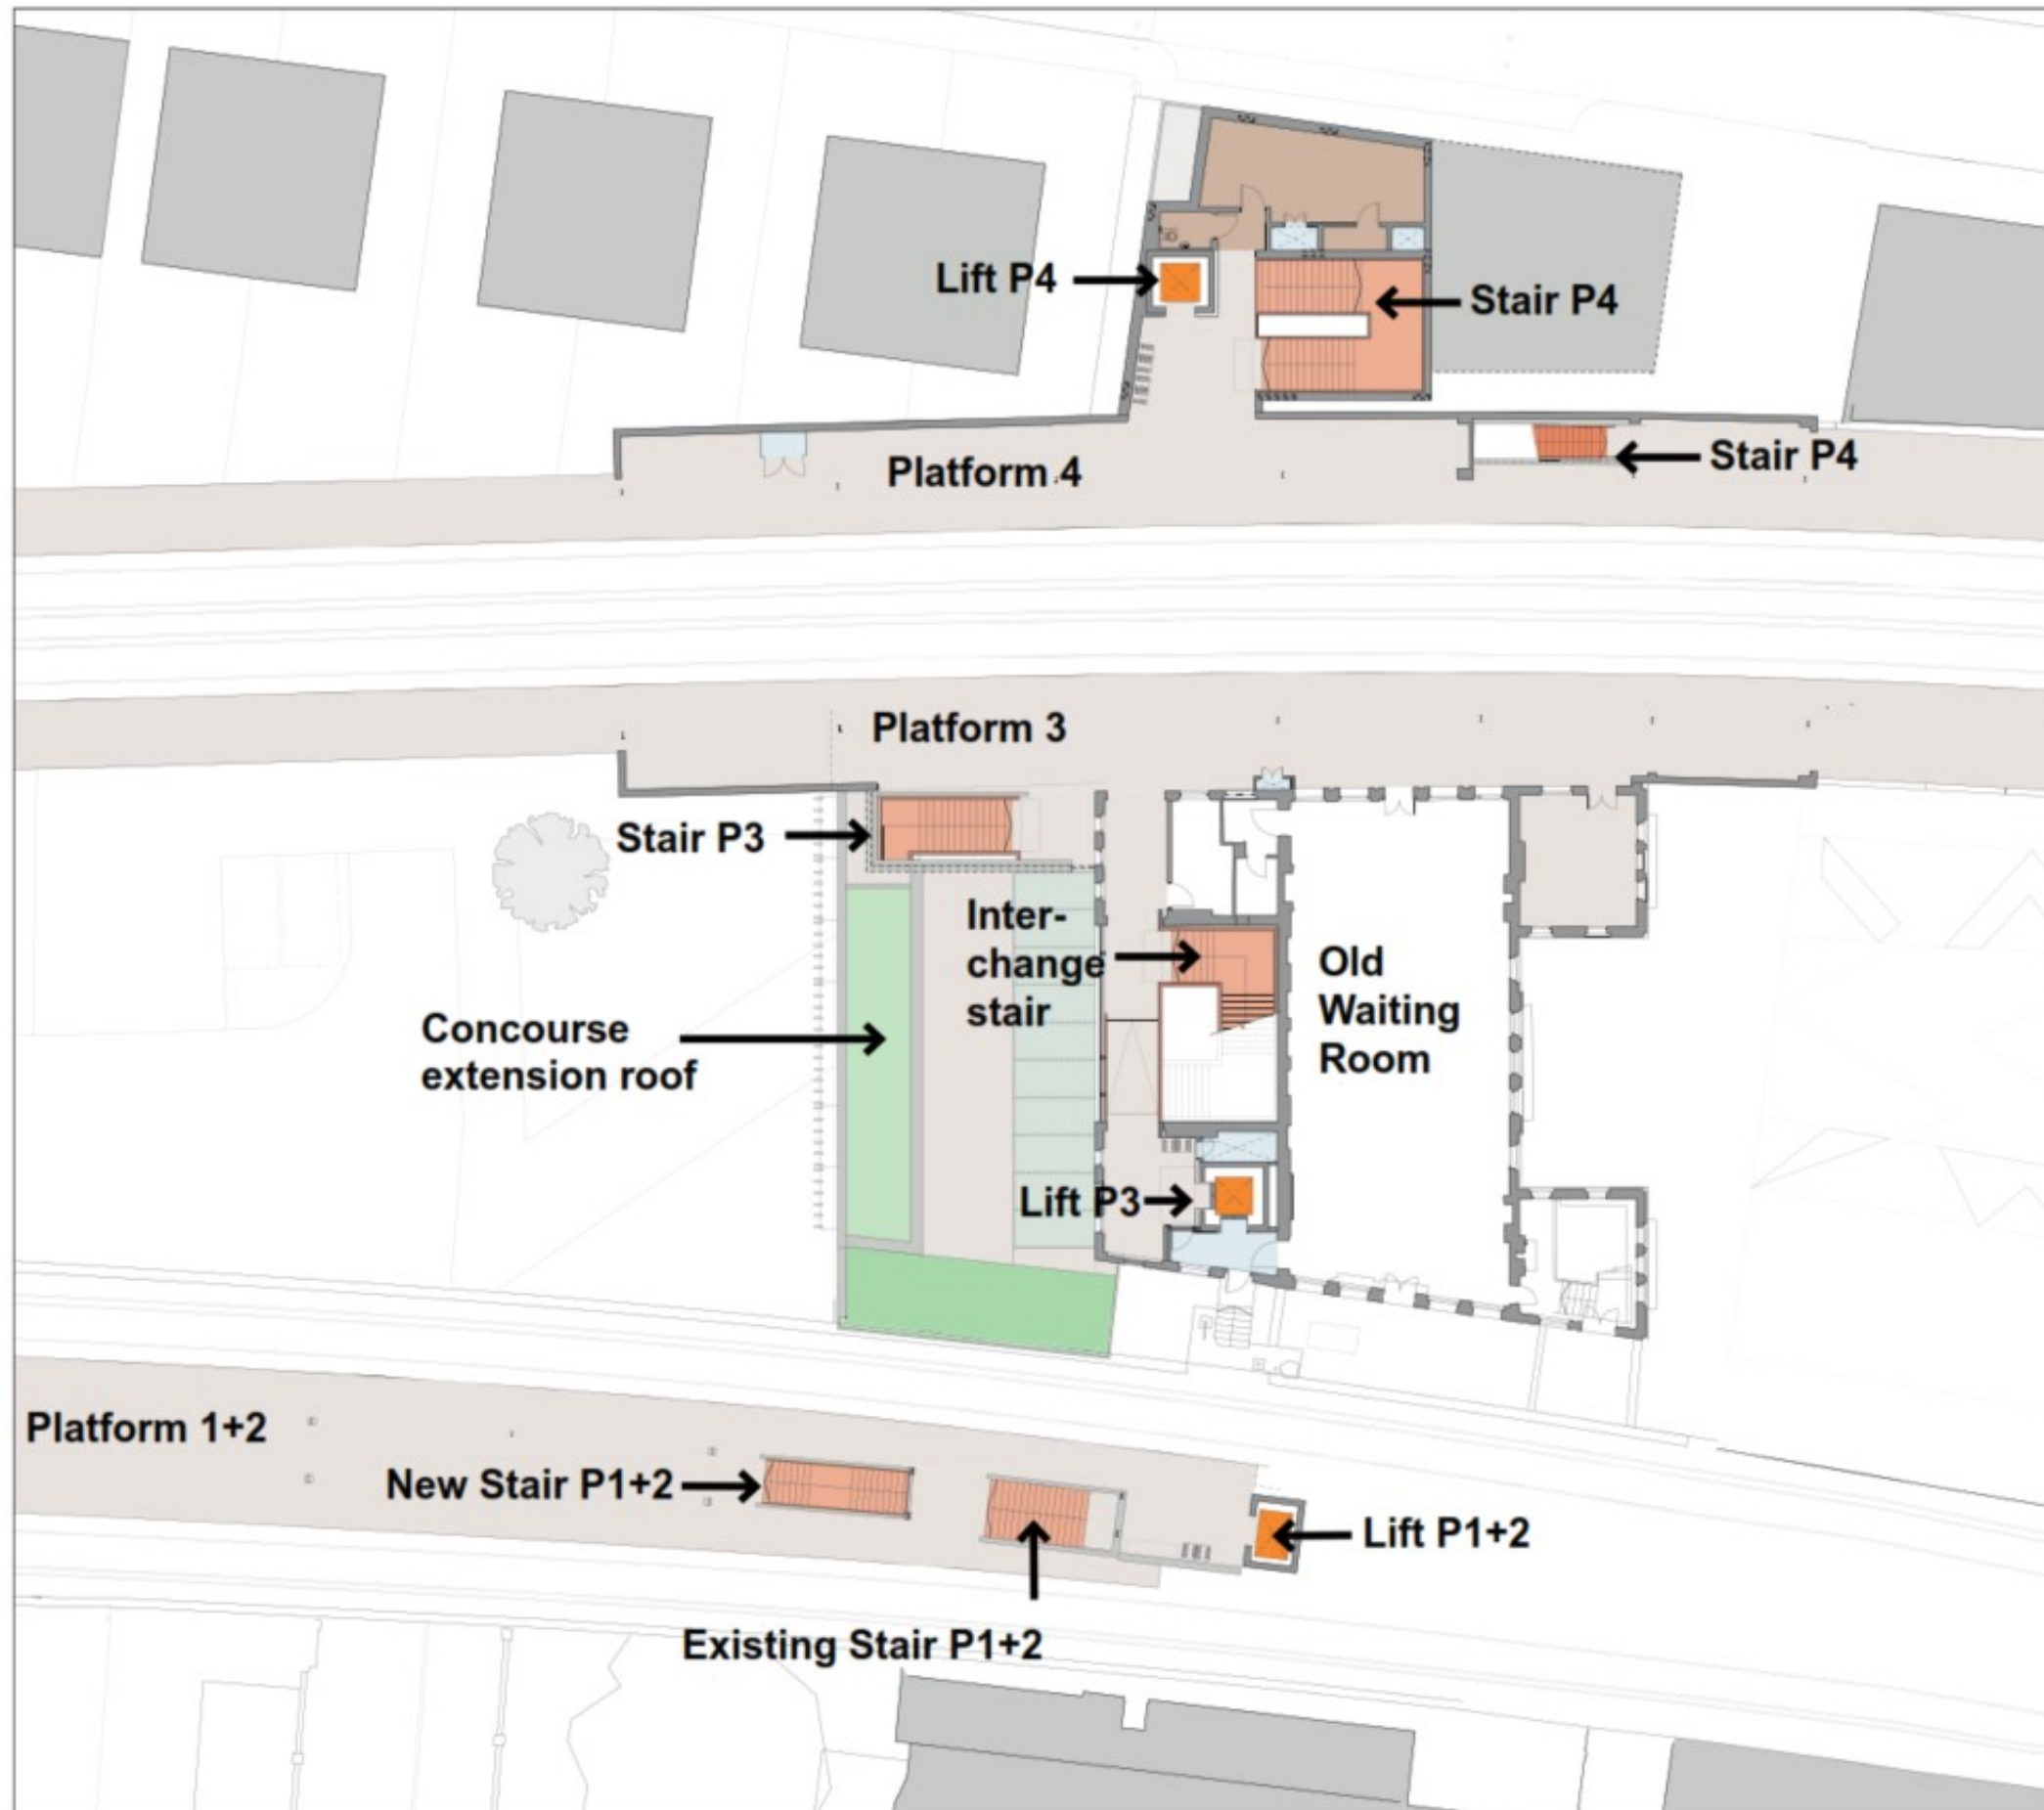 Lift P4
Stair P4
Platform 4
Stair P4
Platform 3
Stair P3
Inter-
change
stair
Old
Waiting
Room
Concourse
extension roof
Lift P3
Platform 1+2
New Stair P1+2
Lift P1+2
Existing Stair P1+2